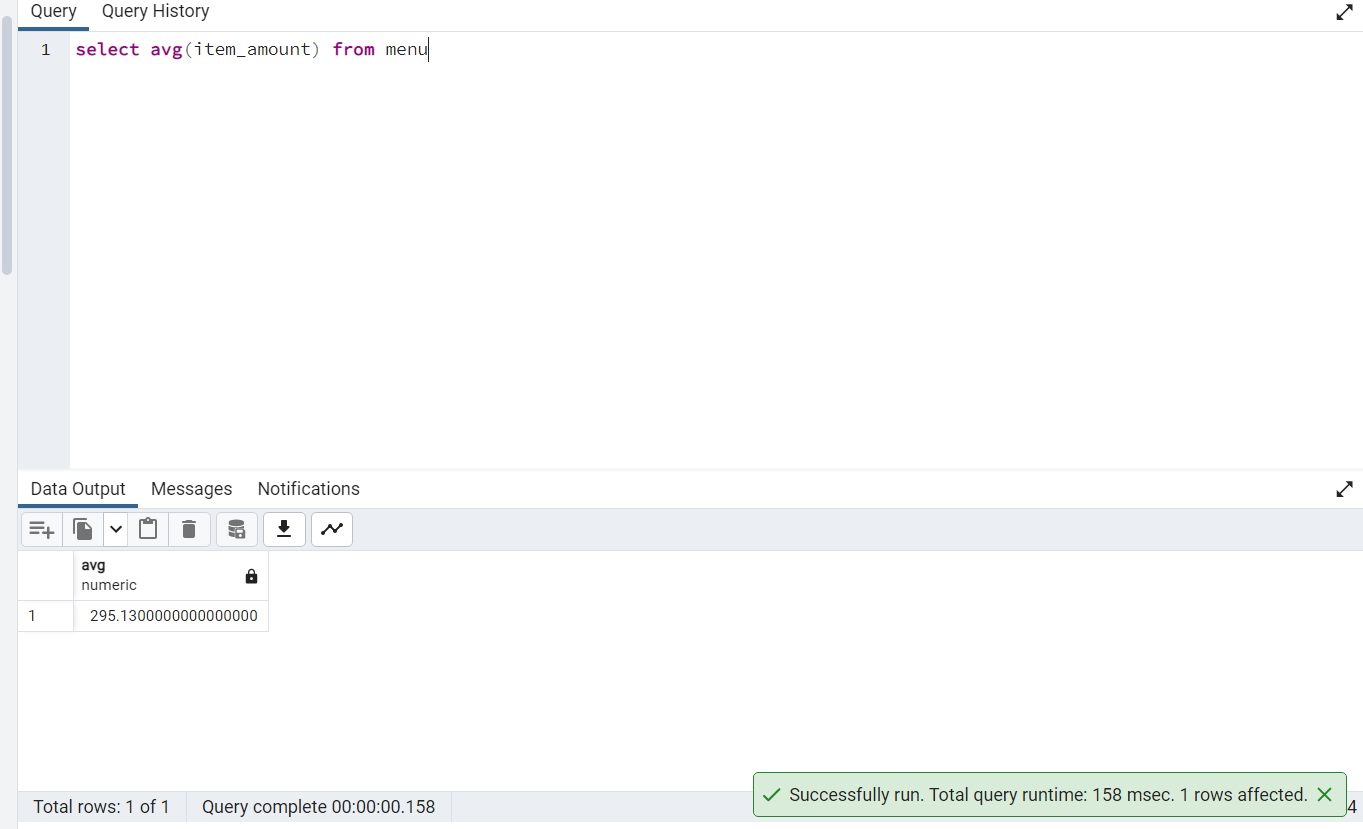 Query Query History
1 select avg(item_amount) from menu
Data Output Messages Notifications
avg
numeric
1 295.1300000000000000
Successfully run. Total query runtime: 158 msec. 1 rows affected.
Total rows: 1 of 1 Query complete 00:00:00.158 4